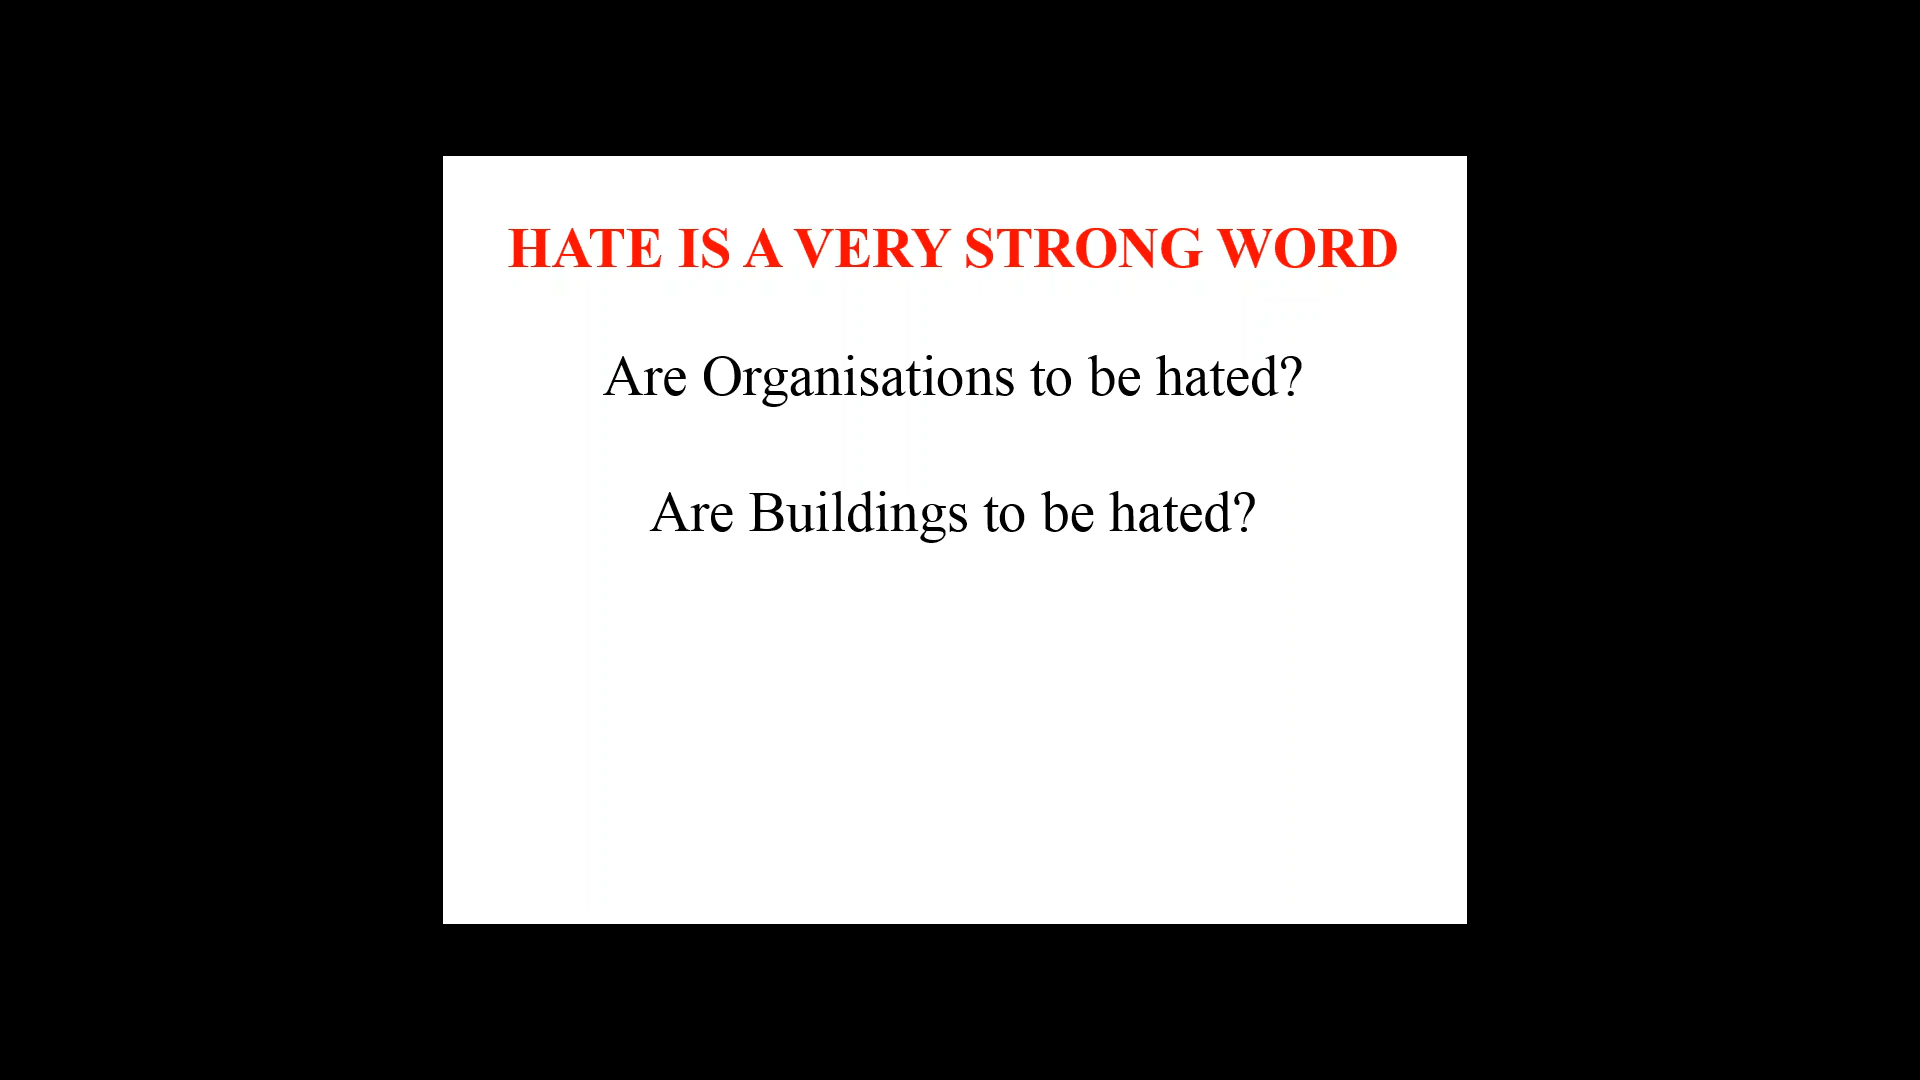 HATE IS A VERY STRONG WORD
Are Organisations to be hated?
Are Buildings to be hated?